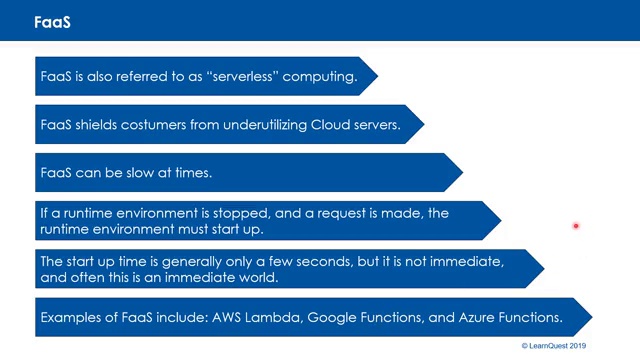 FaaS
FaaS is also referred to as “serverless” computing.
FaaS shields costumers from underutilizing Cloud servers.
FaaS can be slow at times.
If a runtime environment is stopped, and a request is made, the
runtime environment must start up.
The start up time is generally only a few seconds, but it is not immediate,
and often this is an immediate world.
Examples of FaaS include: AWS Lambda, Google Functions, and Azure Functions.
© LearnQuest 2019